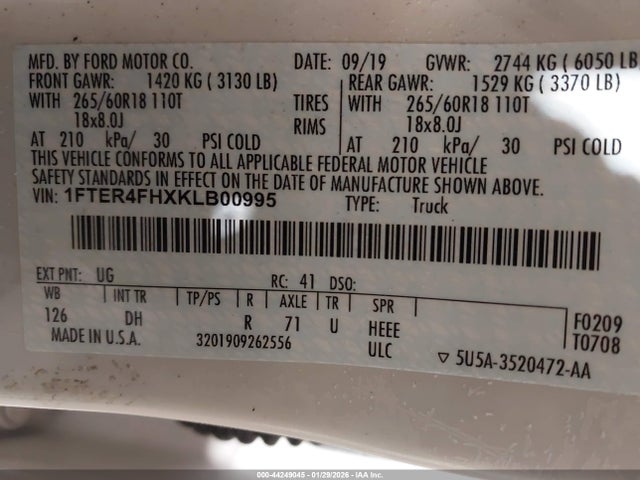 MFD. BY FORD MOTOR CO. DATE: 09/19 GVWR: 2744 KG ( 6050 LB
FRONT GAWR: 1420 KG ( 3130 LB) REAR GAWR: 1529 KG ( 3370 LB)
WITH 265/60R18 110T TIRES WITH 265/60R18 110T
18x8.0J RIMS 18x8.0J
AT 210 kPa/ 30 PSI COLD AT 210 kPa/ 30 PSI COLD
THIS VEHICLE CONFORMS TO ALL APPLICABLE FEDERAL MOTOR VEHICLE
SAFETY STANDARDS IN EFFECT ON THE DATE OF MANUFACTURE SHOWN ABOVE.
VIN: 1FTER4FHXKLB00995 TYPE: Truck
EXT PNT: UG RC: 41 DSO:
WB INT TR TP/PS R AXLE TR SPR
126 DH R 71 U HEEE F0209
MADE IN U.S.A. 3201909262556 ULC T0708
5U5A-3520472-AA
000-44249045 - 01/29/2026 - IAAI.com